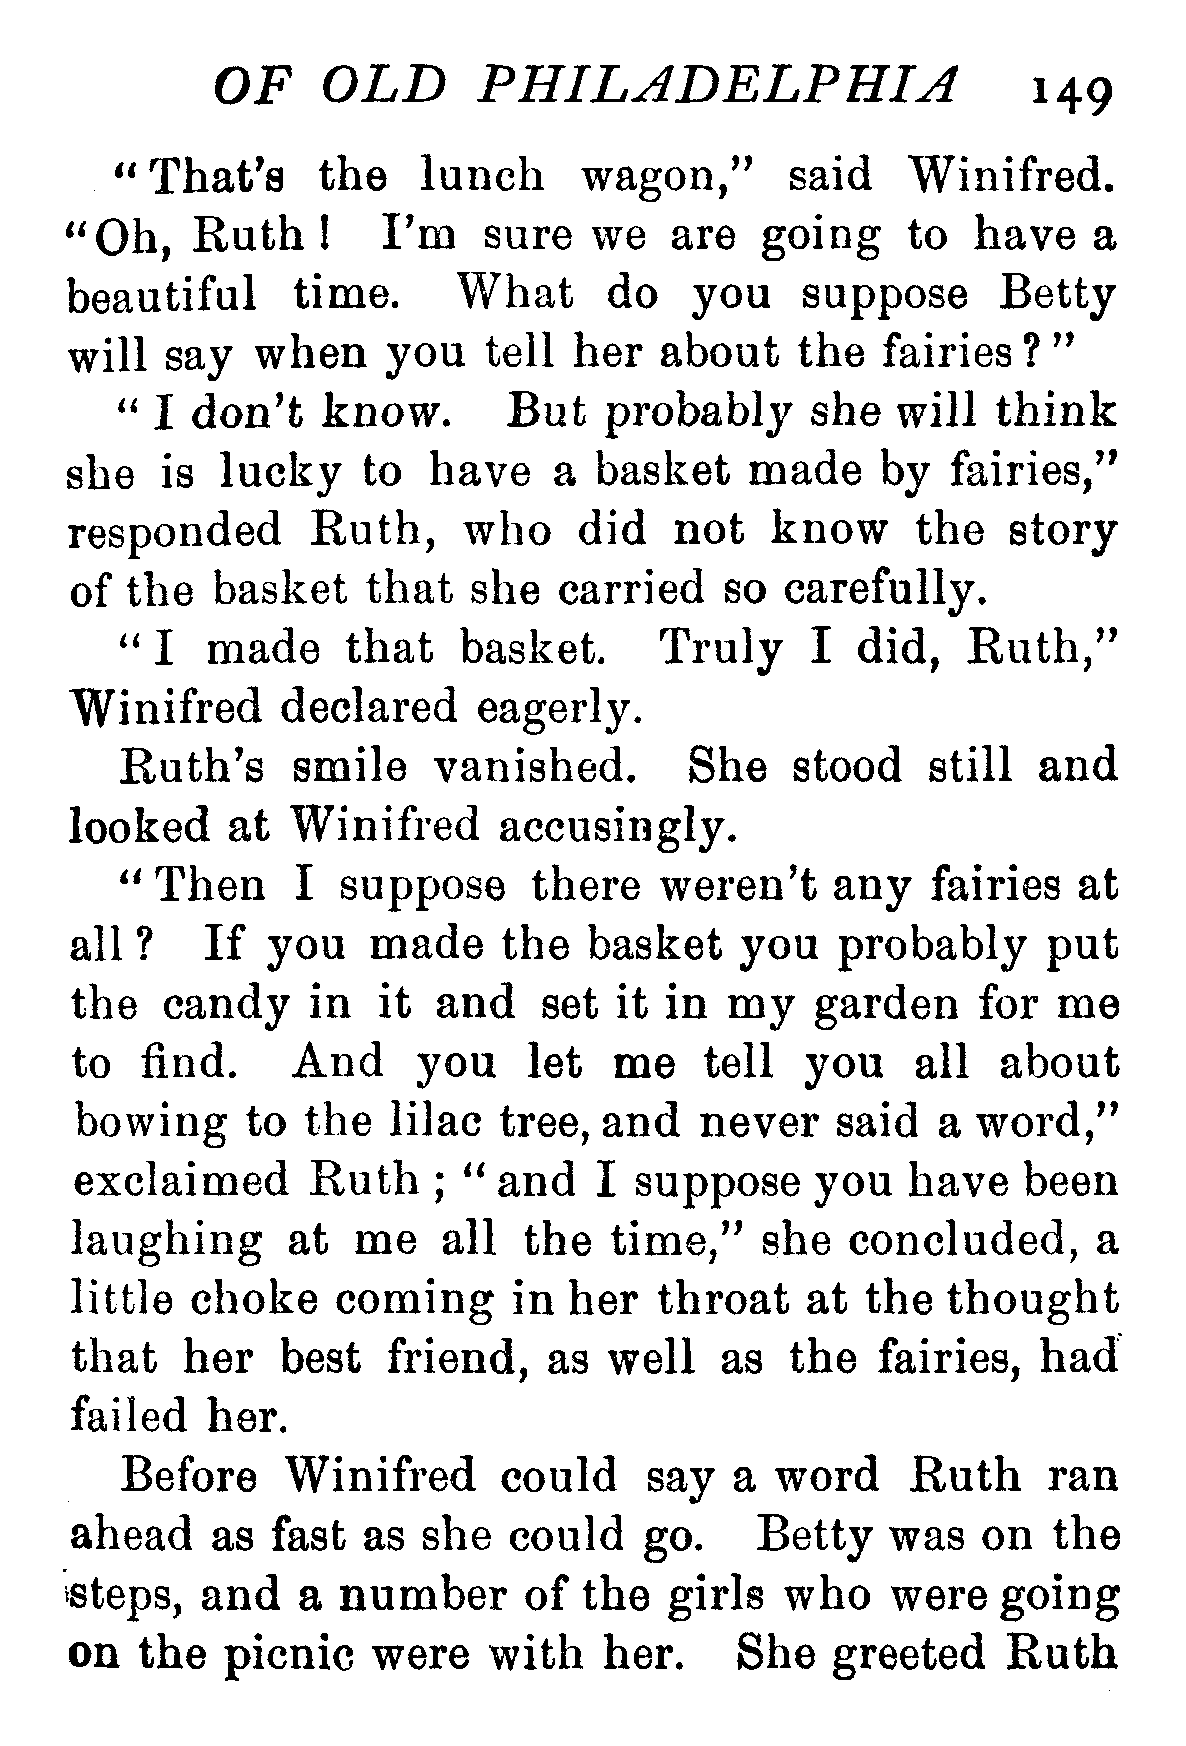 OF OLD PHILADELPHIA 149
“That’s the lunch wagon,” said Winifred.
“Oh, Ruth! I’m sure we are going to have a
beautiful time. What do you suppose Betty
will say when you tell her about the fairies?”
“I don’t know. But probably she will think
she is lucky to have a basket made by fairies,”
responded Ruth, who did not know the story
of the basket that she carried so carefully.
“I made that basket. Truly I did, Ruth,”
Winifred declared eagerly.
Ruth’s smile vanished. She stood still and
looked at Winifred accusingly.
“Then I suppose there weren’t any fairies at
all? If you made the basket you probably put
the candy in it and set it in my garden for me
to find. And you let me tell you all about
bowing to the lilac tree, and never said a word,”
exclaimed Ruth; “and I suppose you have been
laughing at me all the time,” she concluded, a
little choke coming in her throat at the thought
that her best friend, as well as the fairies, had
failed her.
Before Winifred could say a word Ruth ran
ahead as fast as she could go. Betty was on the
steps, and a number of the girls who were going
on the picnic were with her. She greeted Ruth